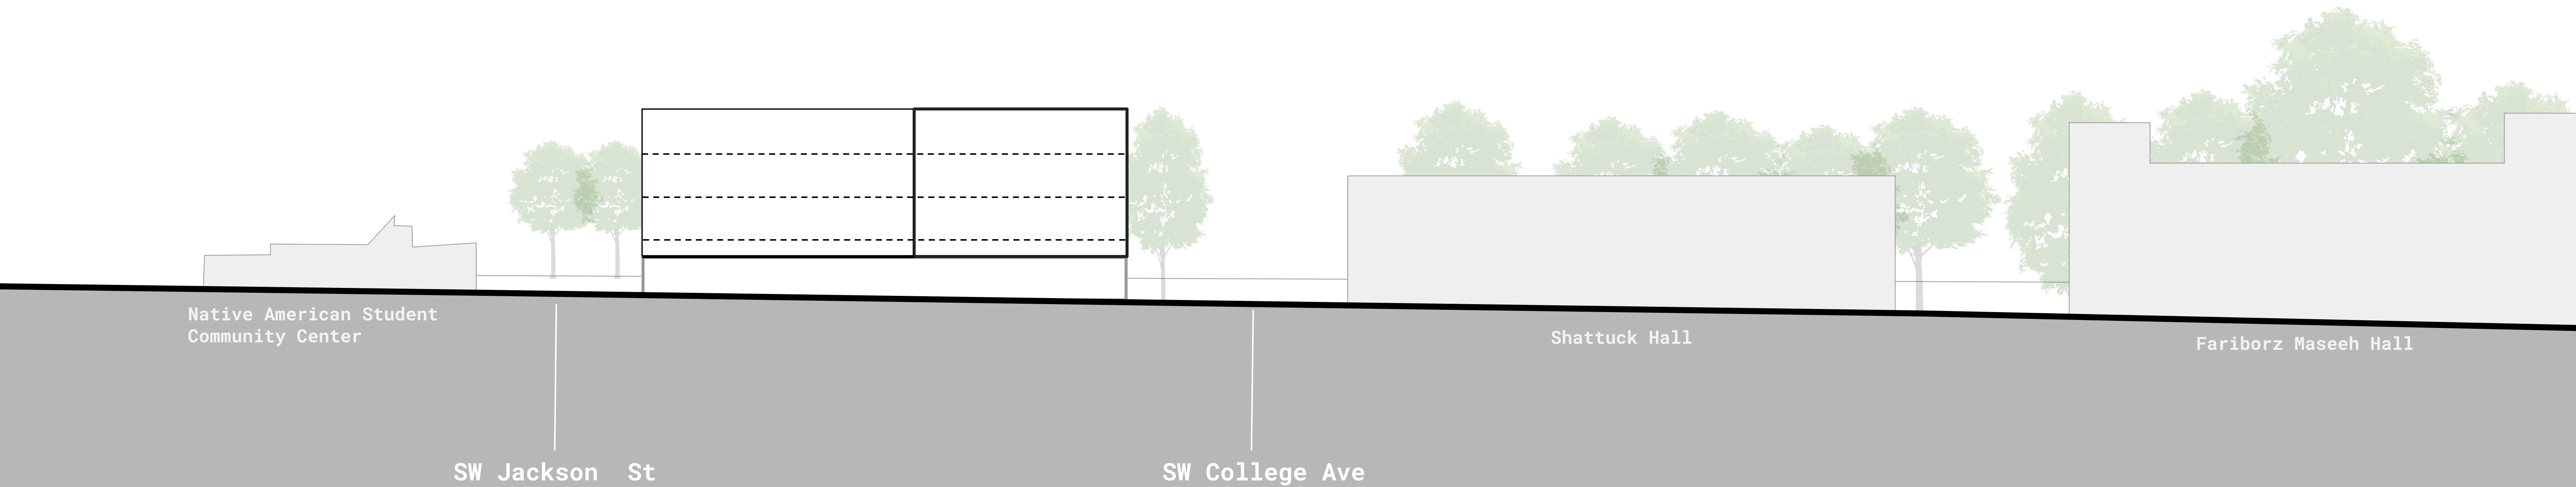 Native American Student
Community Center
Shattuck Hall
Fariborz Maseeh Hall
SW Jackson  St
SW College Ave